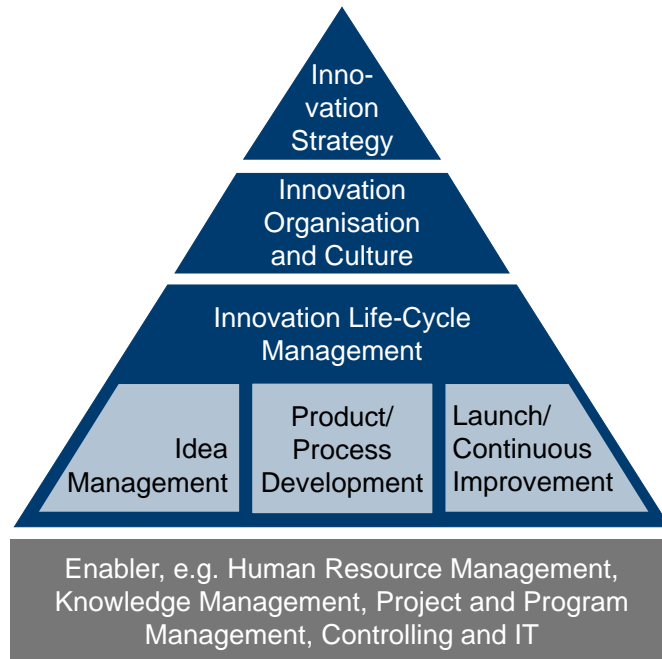 Inno-
vation
Strategy
Innovation
Organisation
and Culture
Innovation Life-Cycle
Management
Idea
Management
Product/
Process
Development
Launch/
Continuous
Improvement
Enabler, e.g. Human Resource Management,
Knowledge Management, Project and Program
Management, Controlling and IT